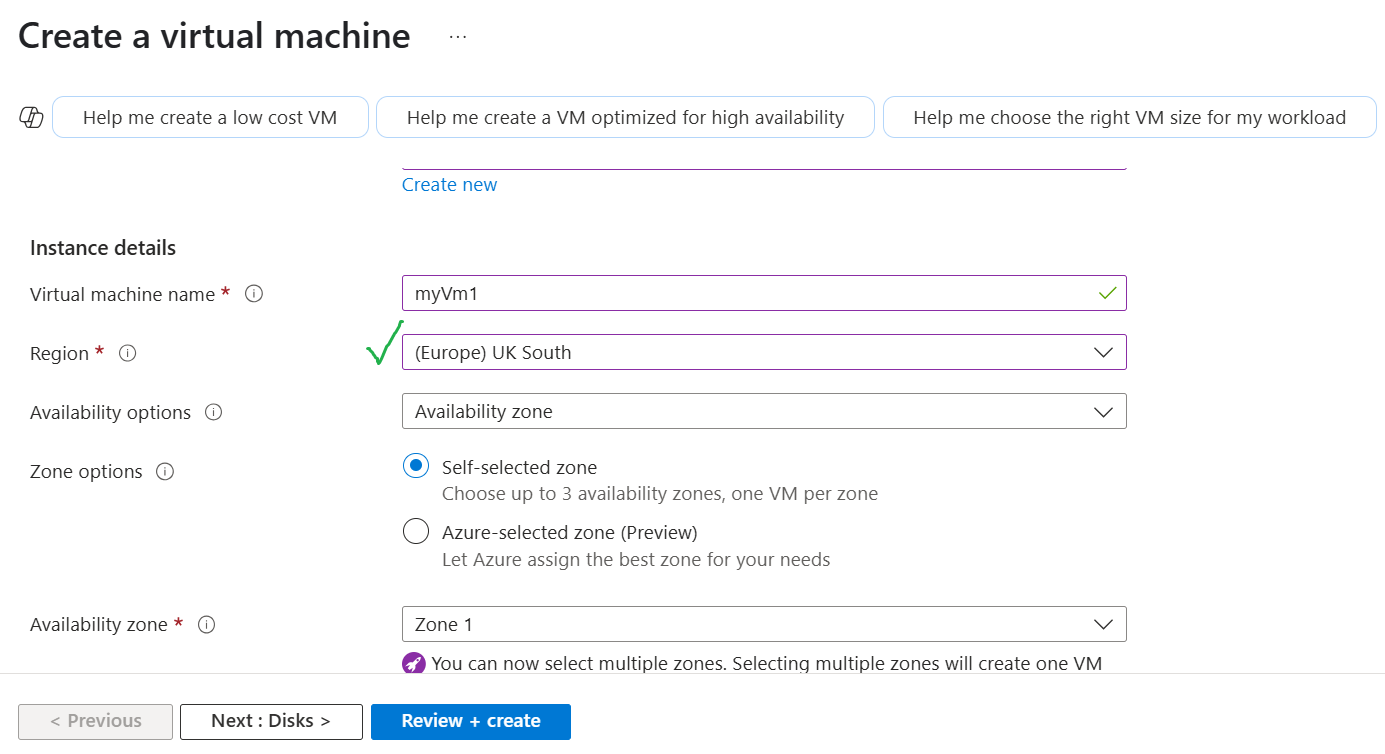 Create a virtual machine ...
Help me create a low cost VM Help me create a VM optimized for high availability Help me choose the right VM size for my workload
Create new
Instance details
Virtual machine name * myVm1
Region * (Europe) UK South
Availability options Availability zone
Zone options Self-selected zone
Choose up to 3 availability zones, one VM per zone
Azure-selected zone (Preview)
Let Azure assign the best zone for your needs
Availability zone * Zone 1
You can now select multiple zones. Selecting multiple zones will create one VM
< Previous Next : Disks > Review + create